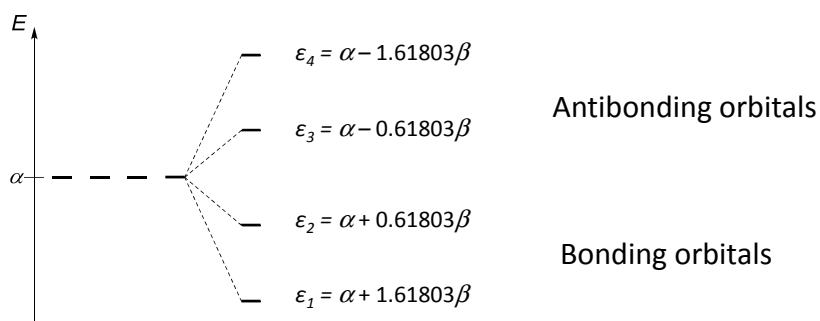 E
ε₄ = α − 1.61803β
Antibonding orbitals
ε₃ = α − 0.61803β
α
ε₂ = α + 0.61803β
Bonding orbitals
ε₁ = α + 1.61803β